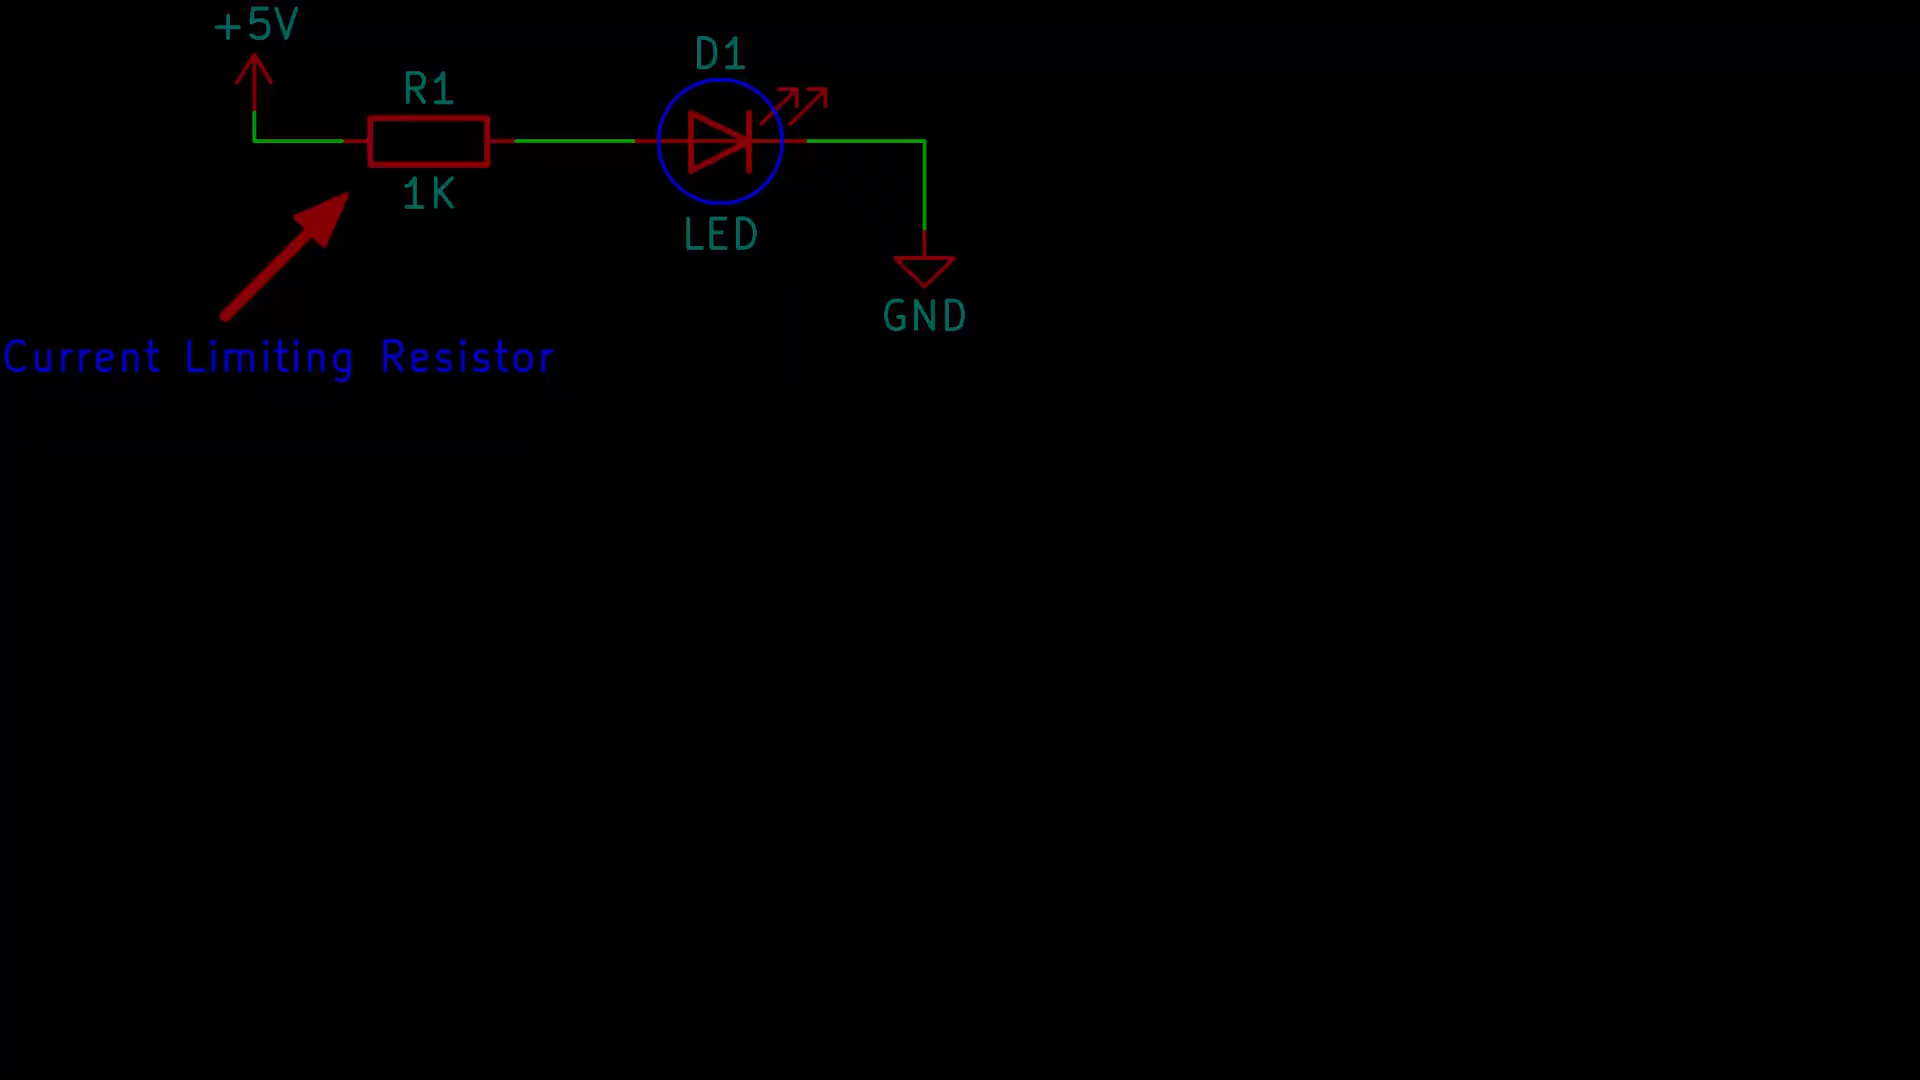 +5V
R1
1K
D1
LED
GND
Current Limiting Resistor